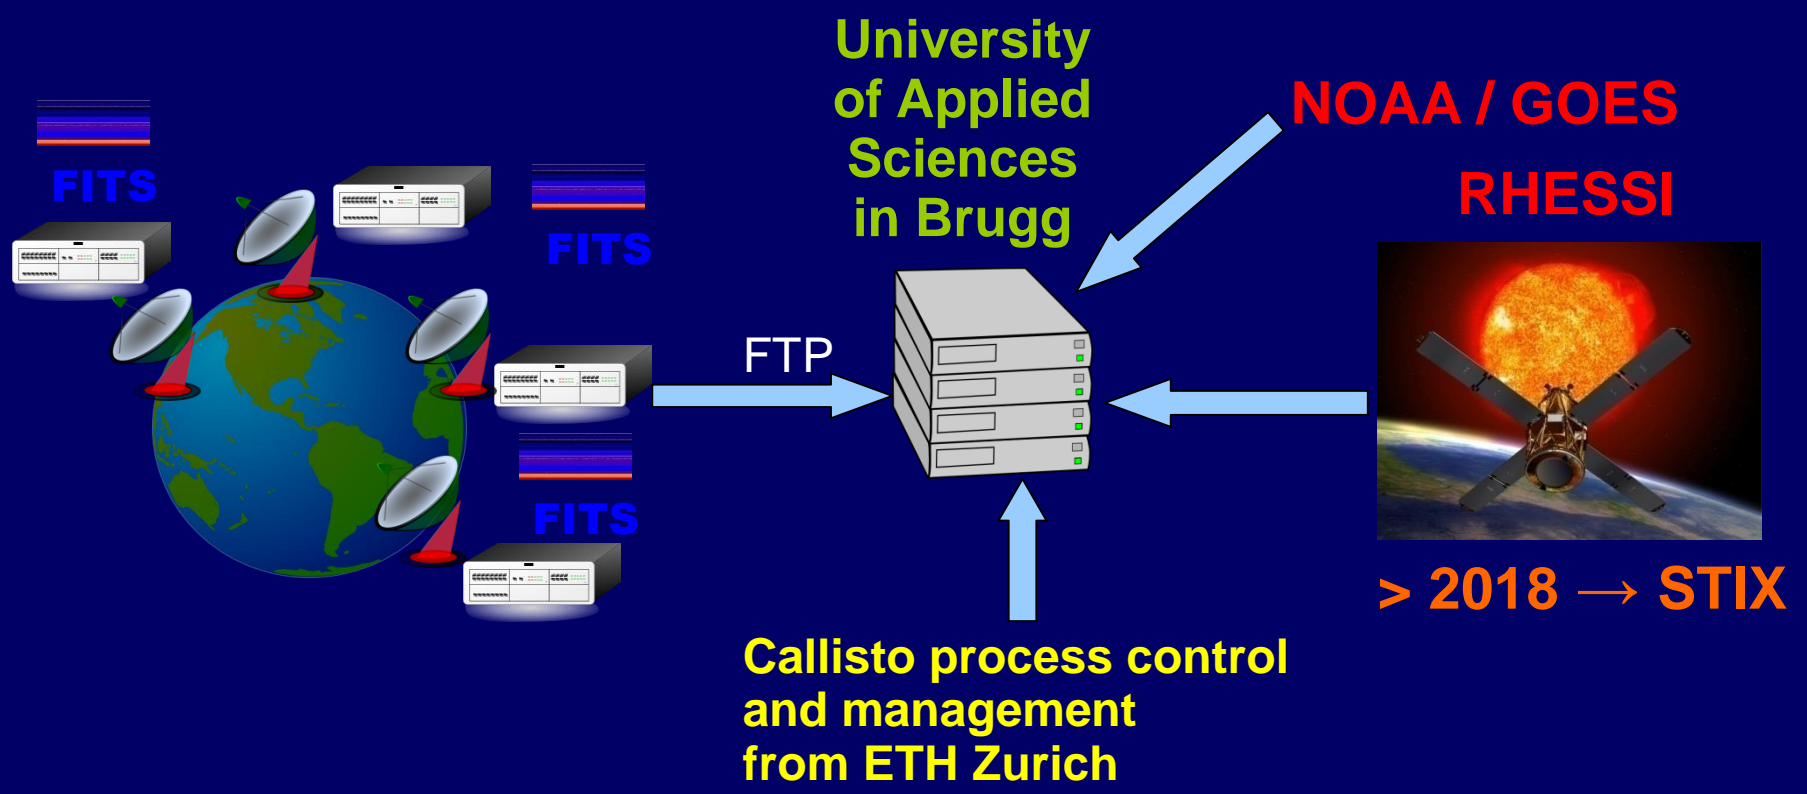 University
of Applied
Sciences
in Brugg
NOAA / GOES
RHESSI
FITS
FITS
FTP
FITS
> 2018 → STIX
Callisto process control
and management
from ETH Zurich